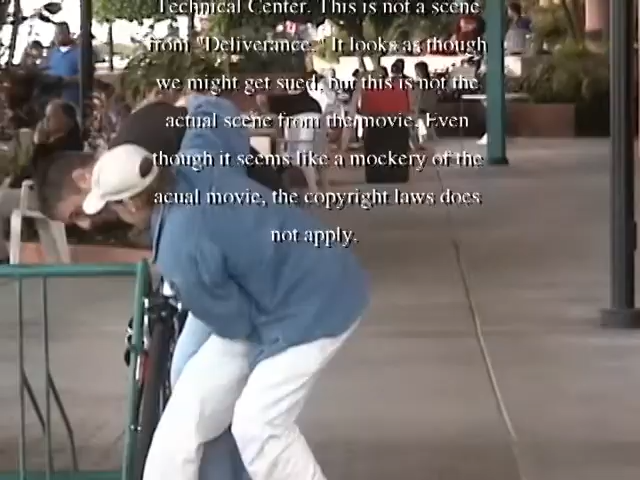 Technical Center. This is not a scene
from "Deliverance." It looks as though
we might get sued, but this is not the
actual scene from the movie. Even
though it seems like a mockery of the
acual movie, the copyright laws does
not apply.